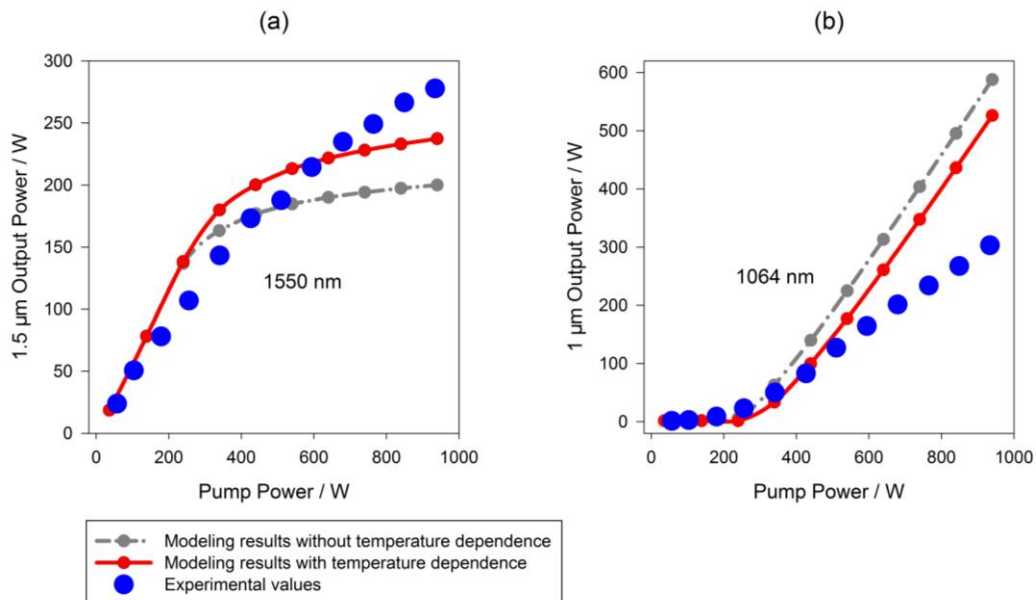 (a)
1.5 µm Output Power / W
300
250
200
150
100
50
0
1550 nm
0 200 400 600 800 1000
Pump Power / W
(b)
1 µm Output Power / W
600
500
400
300
200
100
0
1064 nm
0 200 400 600 800 1000
Pump Power / W
Modeling results without temperature dependence
Modeling results with temperature dependence
Experimental values